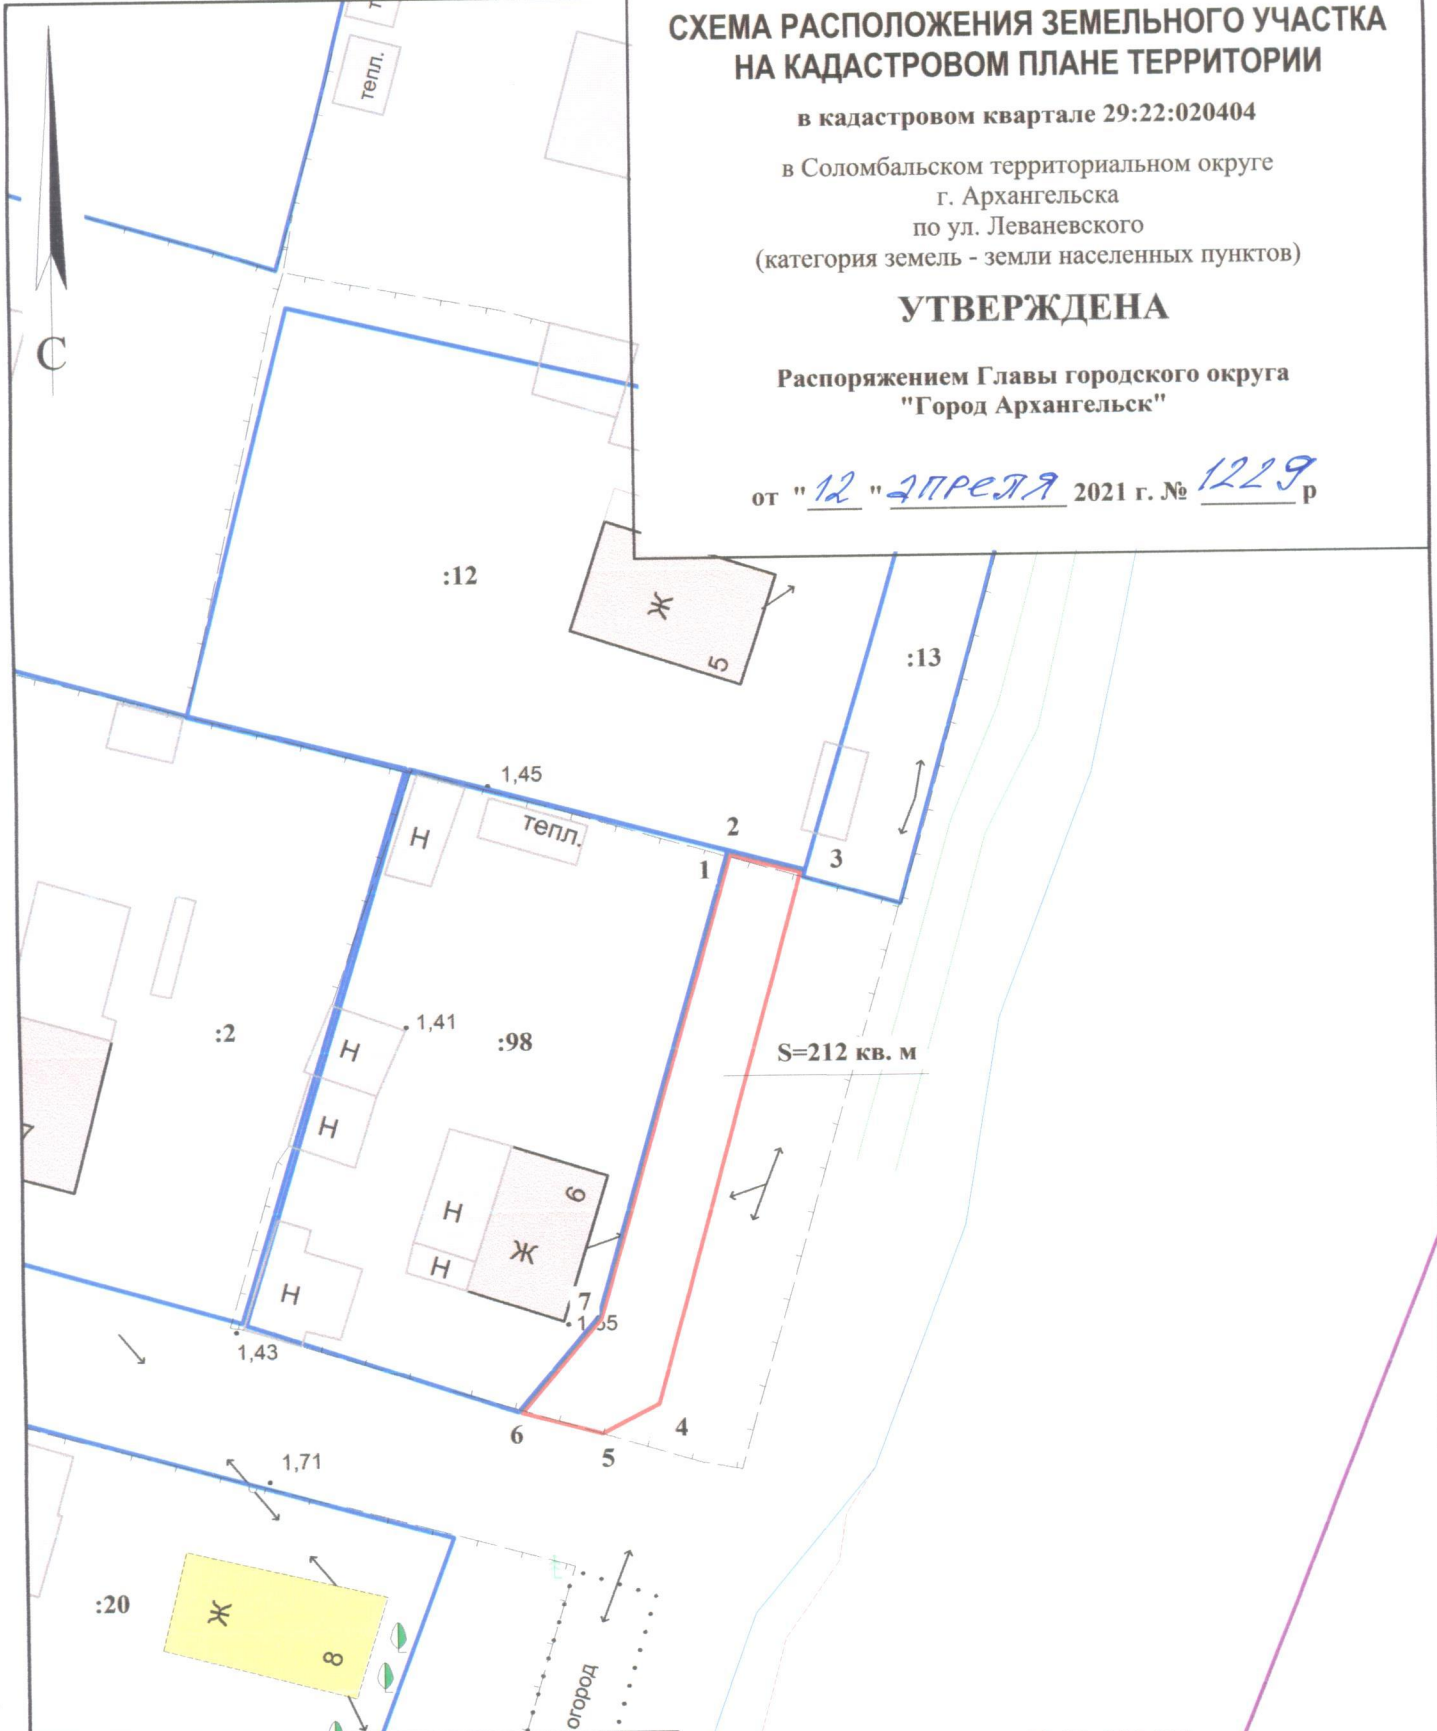 СХЕМА РАСПОЛОЖЕНИЯ ЗЕМЕЛЬНОГО УЧАСТКА
НА КАДАСТРОВОМ ПЛАНЕ ТЕРРИТОРИИ
в кадастровом квартале 29:22:020404
в Соломбальском территориальном округе
г. Архангельска
по ул. Леваневского
(категория земель - земли населенных пунктов)
УТВЕРЖДЕНА
Распоряжением Главы городского округа
"Город Архангельск"
от "12" апреля 2021 г. № 1229 р
тепл.
С
:12
Ж
5
:13
1,45
тепл.
Н
2
1
3
:2
1,41
:98
Н
S=212 кв. м
Н
6
Н
Ж
Н
Н
7
1,43
4
6
5
1,71
:20
Ж
8
огород